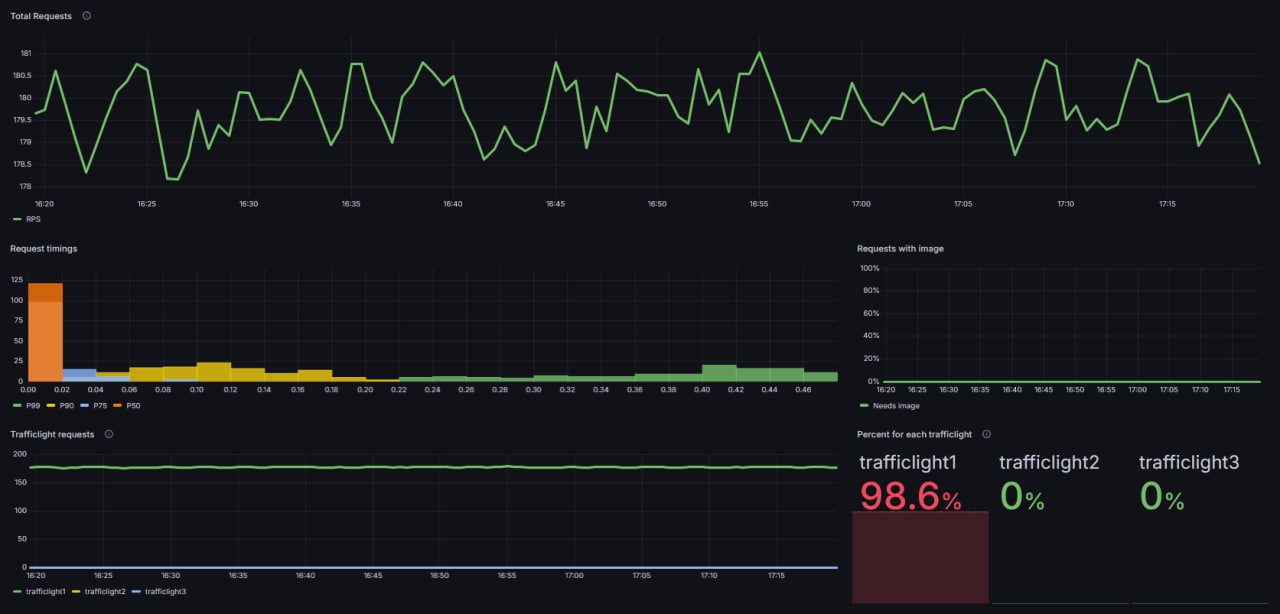 Total Requests
181
180.5
180
179.5
179
178.5
178
16:20 16:25 16:30 16:35 16:40 16:45 16:50 16:55 17:00 17:05 17:10 17:15
RPS
Request timings
125
100
75
50
25
0
0.00 0.02 0.04 0.06 0.08 0.10 0.12 0.14 0.16 0.18 0.20 0.22 0.24 0.26 0.28 0.30 0.32 0.34 0.36 0.38 0.40 0.42 0.44 0.46
P99 P90 P75 P50
Requests with image
100%
80%
60%
40%
20%
0%
16:20 16:25 16:30 16:35 16:40 16:45 16:50 16:55 17:00 17:05 17:10 17:15
Needs image
Trafficlight requests
200
150
100
50
0
16:20 16:25 16:30 16:35 16:40 16:45 16:50 16:55 17:00 17:05 17:10 17:15
trafficlight1 trafficlight2 trafficlight3
Percent for each trafficlight
trafficlight1 trafficlight2 trafficlight3
98.6% 0% 0%